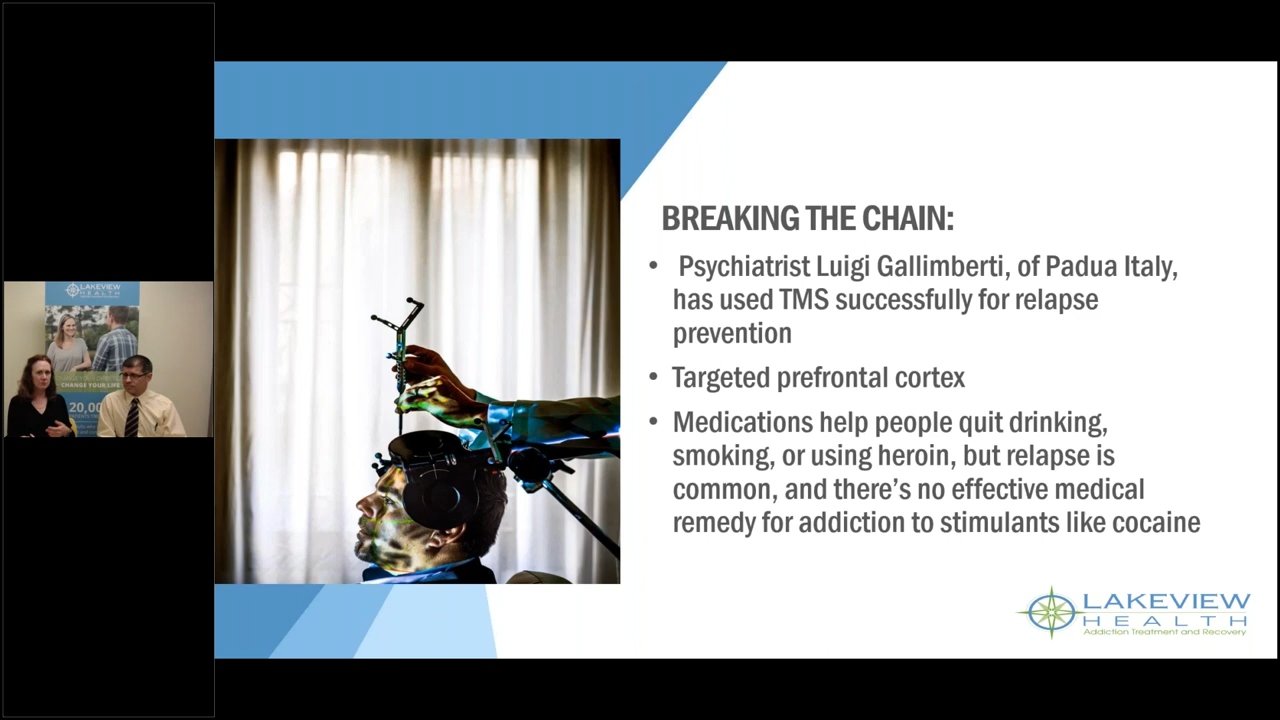 LAKEVIEW
HEALTH
CHANGE YOUR LIFE
20,00
BREAKING THE CHAIN:
• Psychiatrist Luigi Gallimberti, of Padua Italy,
has used TMS successfully for relapse
prevention
• Targeted prefrontal cortex
• Medications help people quit drinking,
smoking, or using heroin, but relapse is
common, and there’s no effective medical
remedy for addiction to stimulants like cocaine
LAKEVIEW
HEALTH
Addiction Treatment and Recovery